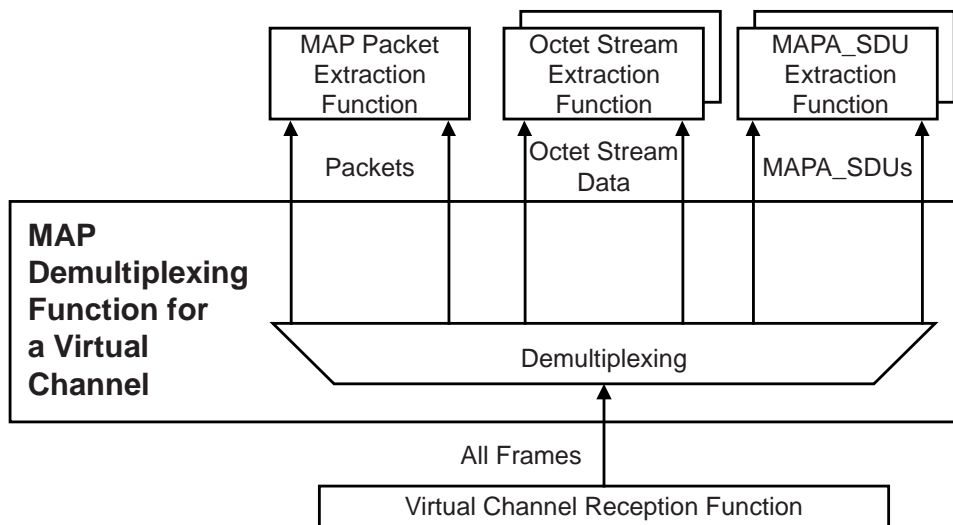 MAP Packet
Extraction
Function
Octet Stream
Extraction
Function
MAPA_SDU
Extraction
Function
Packets
Octet Stream
Data
MAPA_SDUs
MAP
Demultiplexing
Function for
a Virtual
Channel
Demultiplexing
All Frames
Virtual Channel Reception Function